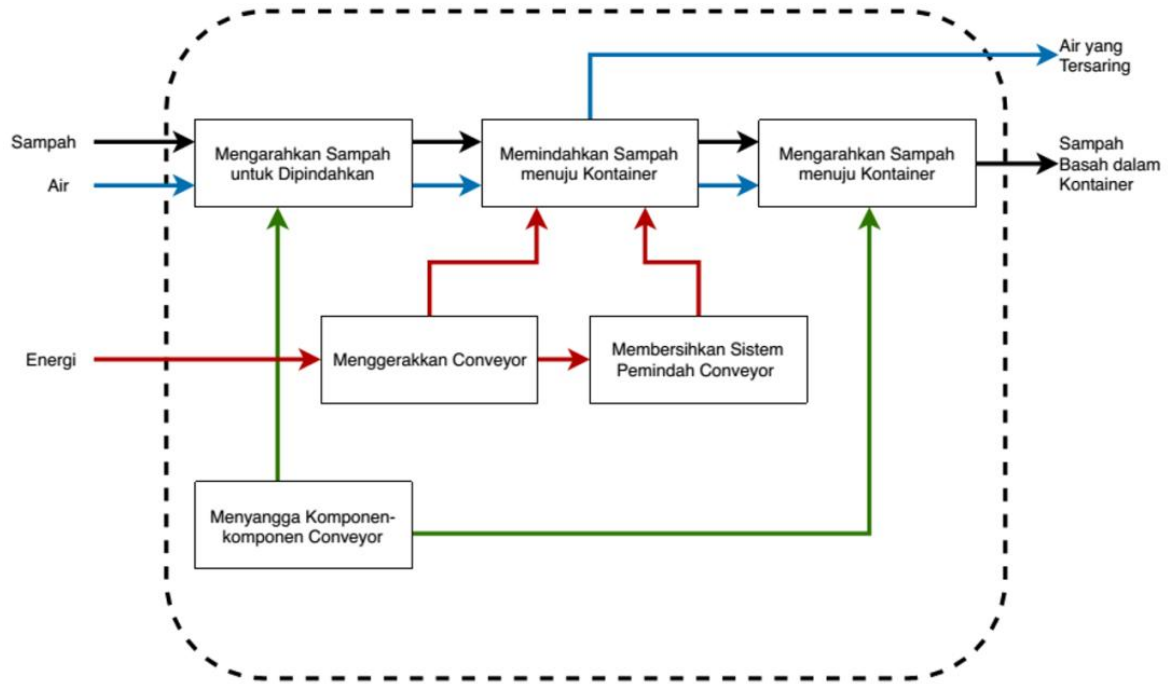 Air yang
Tersaring
Sampah
Air
Mengarahkan Sampah
untuk Dipindahkan
Memindahkan Sampah
menuju Kontainer
Mengarahkan Sampah
menuju Kontainer
Sampah
Basah dalam
Kontainer
Energi
Menggerakkan Conveyor
Membersihkan Sistem
Pemindah Conveyor
Menyangga Komponen-
komponen Conveyor